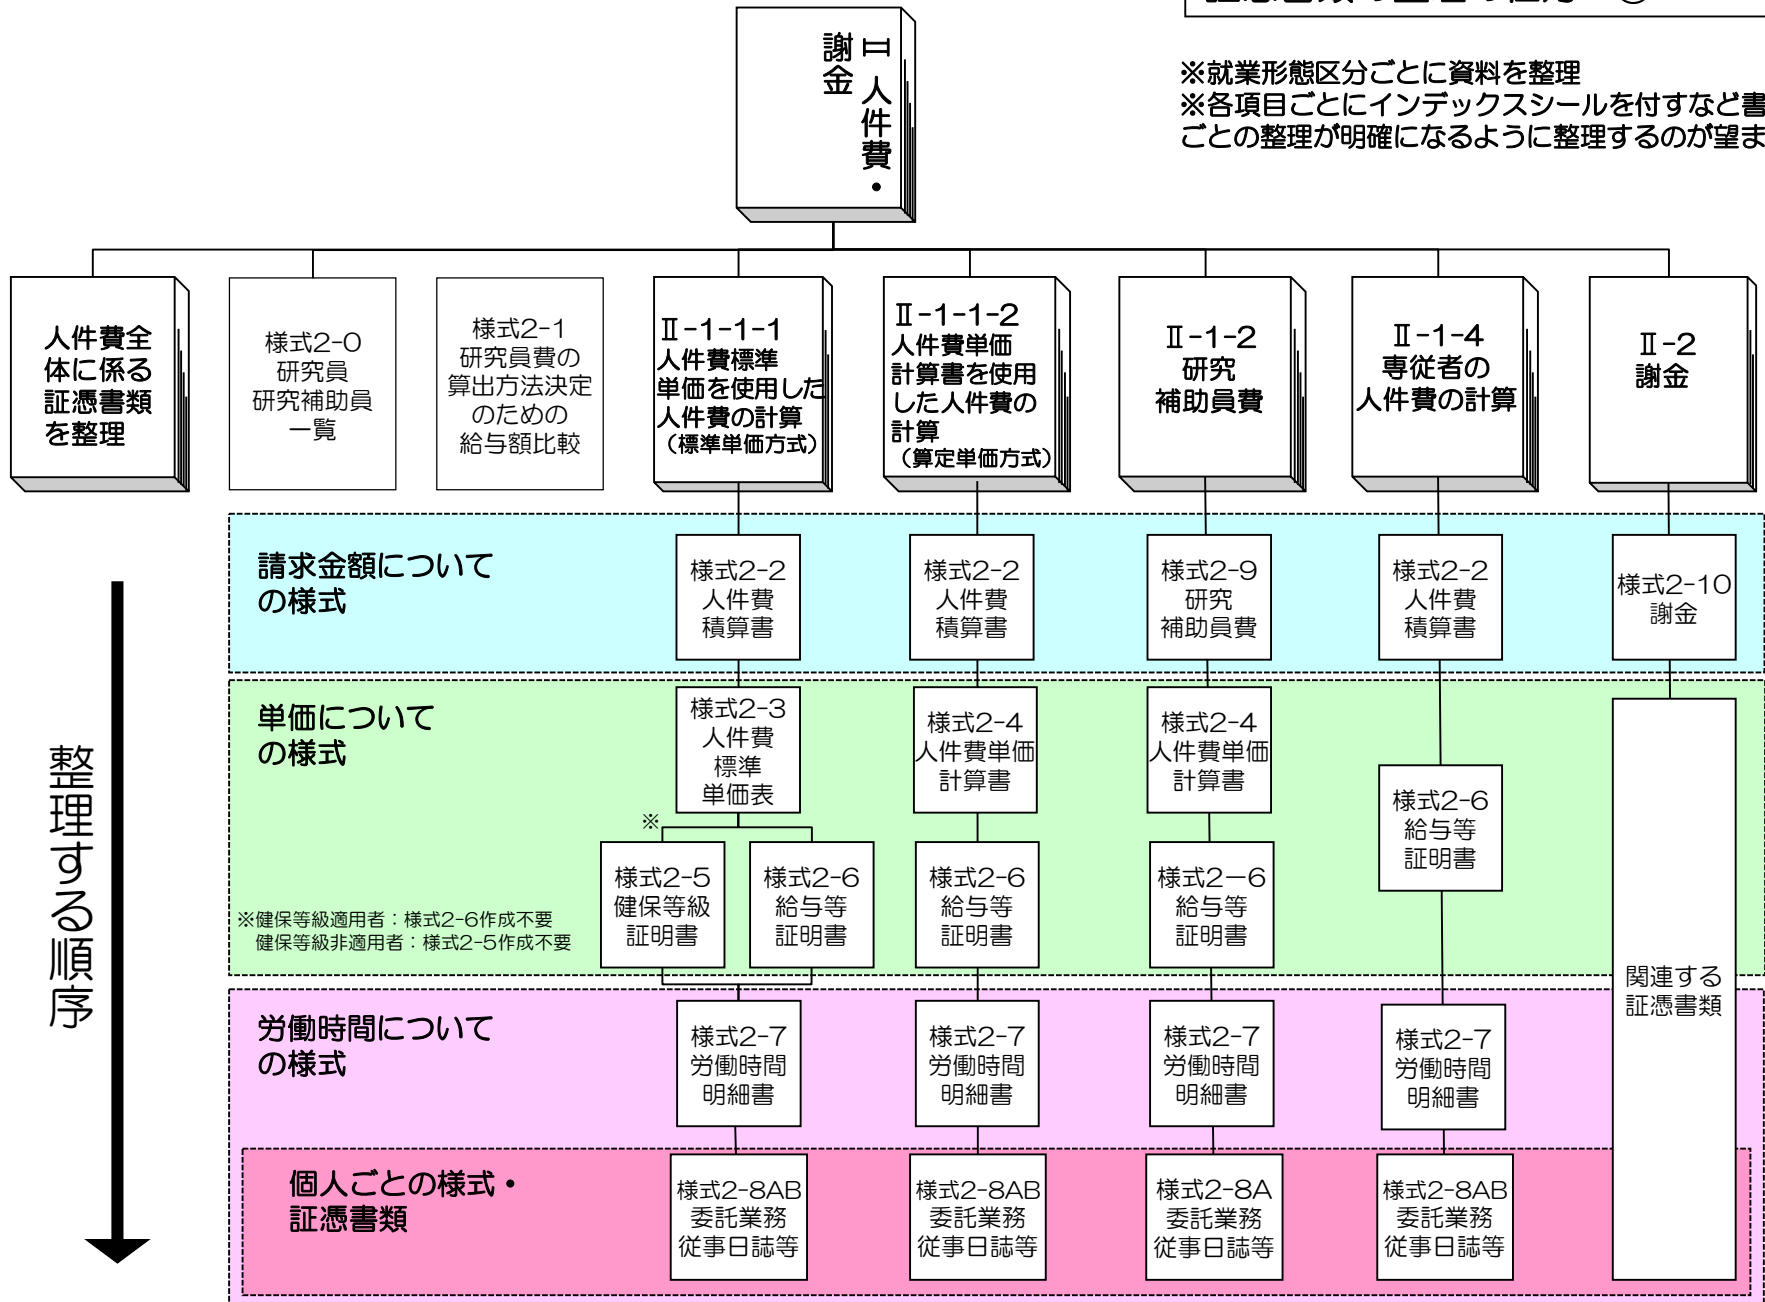 Ⅱ 人件費・
謝金
※就業形態区分ごとに資料を整理
※各項目ごとにインデックスシールを付すなど書
ごとの整理が明確になるように整理するのが望ま
人件費全
体に係る
証憑書類
を整理
様式2-0
研究員
研究補助員
一覧
様式2-1
研究員費の
算出方法決定
のための
給与額比較
Ⅱ-1-1-1
人件費標準
単価を使用した
人件費の計算
（標準単価方式）
Ⅱ-1-1-2
人件費単価
計算書を使用
した人件費の
計算
（算定単価方式）
Ⅱ-1-2
研究
補助員費
Ⅱ-1-4
専従者の
人件費の計算
Ⅱ-2
謝金
整理する順序
請求金額について
の様式
様式2-2
人件費
積算書
様式2-2
人件費
積算書
様式2-9
研究
補助員費
様式2-2
人件費
積算書
様式2-10
謝金
単価について
の様式
様式2-3
人件費
標準
単価表
様式2-4
人件費単価
計算書
様式2-4
人件費単価
計算書
様式2-6
給与等
証明書
※
様式2-5
健保等級
証明書
様式2-6
給与等
証明書
様式2-6
給与等
証明書
様式2－6
給与等
証明書
※健保等級適用者：様式2-6作成不要
健保等級非適用者：様式2-5作成不要
関連する
証憑書類
労働時間について
の様式
様式2-7
労働時間
明細書
様式2-7
労働時間
明細書
様式2-7
労働時間
明細書
様式2-7
労働時間
明細書
個人ごとの様式・
証憑書類
様式2-8AB
委託業務
従事日誌等
様式2-8AB
委託業務
従事日誌等
様式2-8A
委託業務
従事日誌等
様式2-8AB
委託業務
従事日誌等